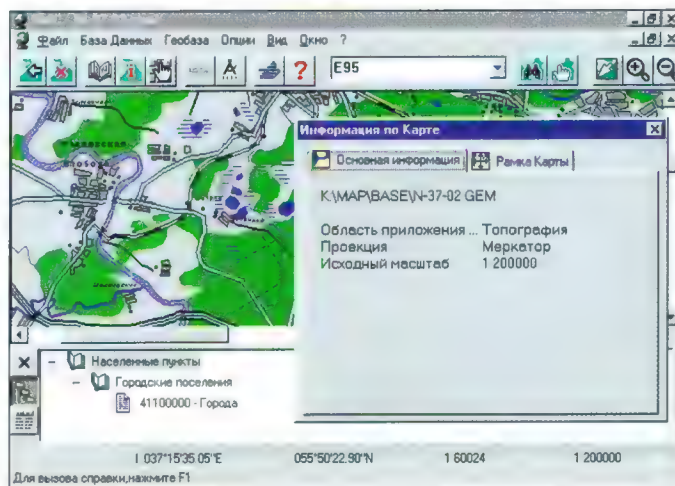 Файл База Данных Геобаза Опции Вид Окно ?
E95
Информация по Карте
Основная информация Рамка Карты
K:\MAP\BASE\N-37-02 GEM
Область приложения ... Топография
Проекция Меркатор
Исходный масштаб 1 200000
Населенные пункты
Городские поселения
41100000 - Города
037°15'35.05"E 055°50'22.90"N 1 60024 1 200000
Для вызова справки,нажмите F1